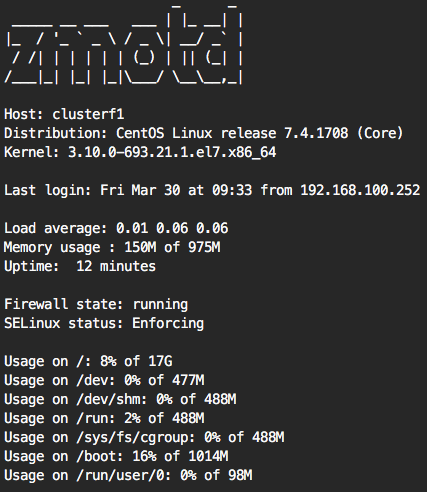 zmotd
Host: clusterf1
Distribution: CentOS Linux release 7.4.1708 (Core)
Kernel: 3.10.0-693.21.1.el7.x86_64
Last login: Fri Mar 30 at 09:33 from 192.168.100.252
Load average: 0.01 0.06 0.06
Memory usage : 150M of 975M
Uptime:  12 minutes
Firewall state: running
SELinux status: Enforcing
Usage on /: 8% of 17G
Usage on /dev: 0% of 477M
Usage on /dev/shm: 0% of 488M
Usage on /run: 2% of 488M
Usage on /sys/fs/cgroup: 0% of 488M
Usage on /boot: 16% of 1014M
Usage on /run/user/0: 0% of 98M